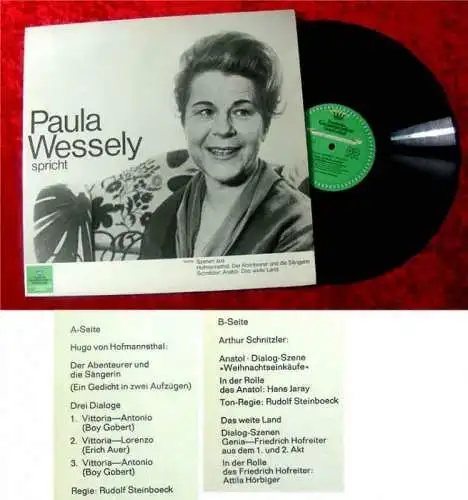 Paula
Wessely
spricht
Szenen aus
Hofmannsthal: Der Abenteurer und die Sängerin
Schnitzler: Anatol · Das weite Land
A-Seite
Hugo von Hofmannsthal:
Der Abenteurer und
die Sängerin
(Ein Gedicht in zwei Aufzügen)
Drei Dialoge
1. Vittoria—Antonio
(Boy Gobert)
2. Vittoria—Lorenzo
(Erich Auer)
3. Vittoria—Antonio
(Boy Gobert)
Regie: Rudolf Steinboeck
B-Seite
Arthur Schnitzler:
Anatol · Dialog-Szene
»Weihnachtseinkäufe«
In der Rolle
des Anatol: Hans Jaray
Ton-Regie: Rudolf Steinboeck
Das weite Land
Dialog-Szenen
Genia—Friedrich Hofreiter
aus dem 1. und 2. Akt
In der Rolle
des Friedrich Hofreiter:
Attila Hörbiger